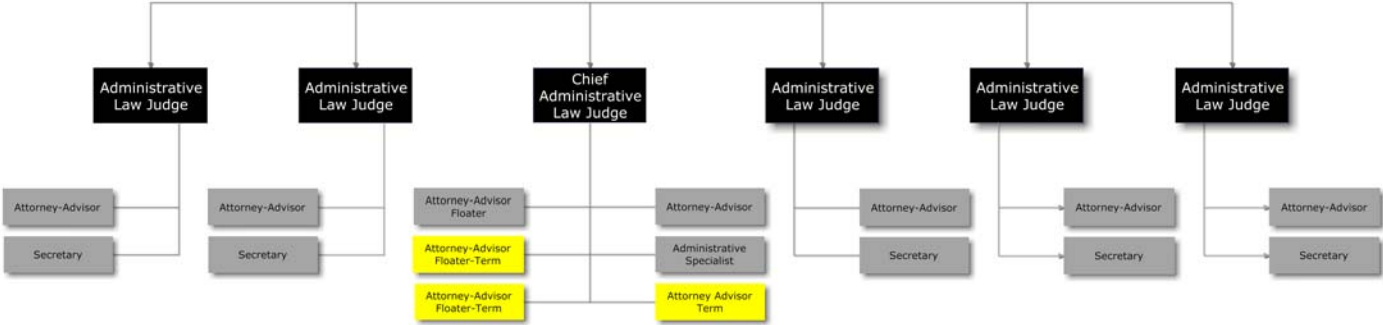 Administrative
Law Judge
Administrative
Law Judge
Chief
Administrative
Law Judge
Administrative
Law Judge
Administrative
Law Judge
Administrative
Law Judge
Attorney-Advisor
Secretary
Attorney-Advisor
Secretary
Attorney-Advisor
Floater
Attorney-Advisor
Floater-Term
Attorney-Advisor
Floater-Term
Attorney-Advisor
Administrative
Specialist
Attorney Advisor
Term
Attorney-Advisor
Secretary
Attorney-Advisor
Secretary
Attorney-Advisor
Secretary